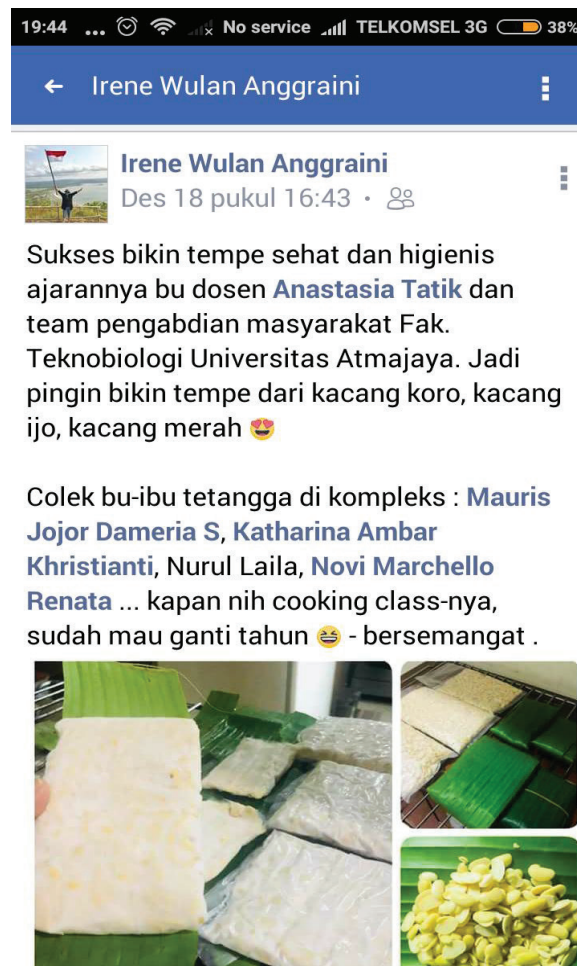 19:44 ... No service TELKOMSEL 3G 38%
Irene Wulan Anggraini
Irene Wulan Anggraini
Des 18 pukul 16:43 •
Sukses bikin tempe sehat dan higienis
ajarannya bu dosen Anastasia Tatik dan
team pengabdian masyarakat Fak.
Teknobiologi Universitas Atmajaya. Jadi
pingin bikin tempe dari kacang koro, kacang
ijo, kacang merah 😍
Colek bu-ibu tetangga di kompleks : Mauris
Jojor Dameria S, Katharina Ambar
Khristianti, Nurul Laila, Novi Marchello
Renata ... kapan nih cooking class-nya,
sudah mau ganti tahun 😆 - bersemangat .